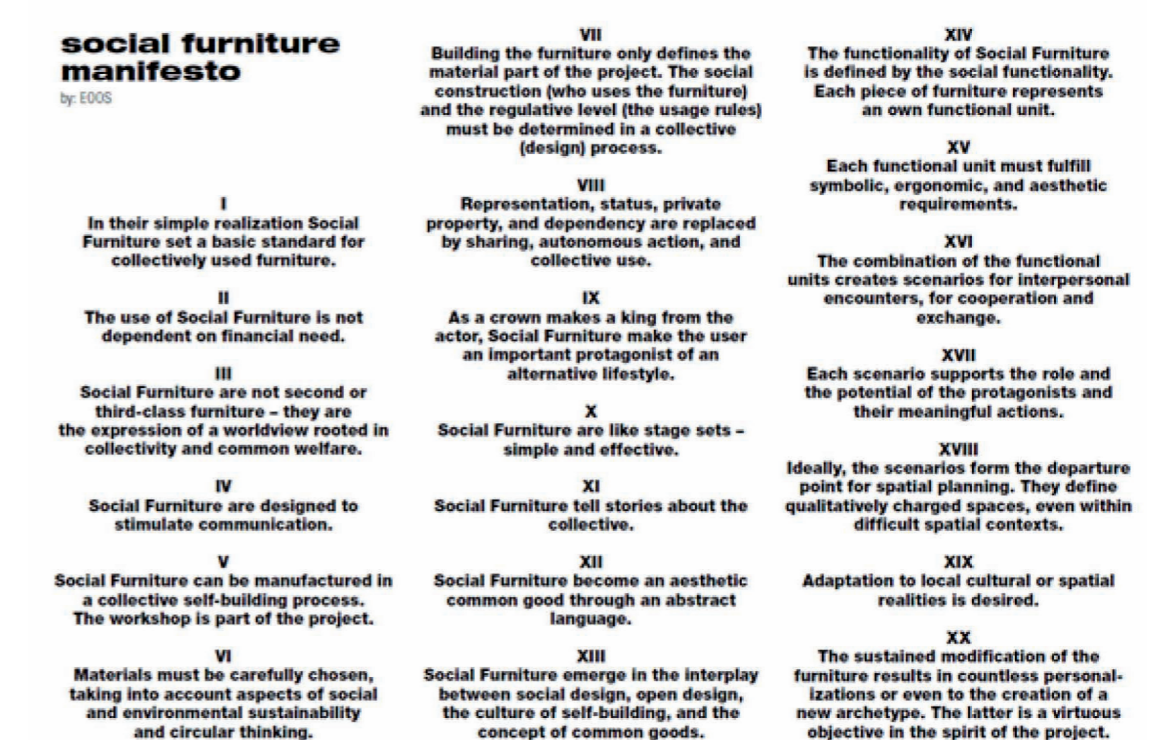 social furniture
manifesto
by: EOOS
I
In their simple realization Social
Furniture set a basic standard for
collectively used furniture.
II
The use of Social Furniture is not
dependent on financial need.
III
Social Furniture are not second or
third-class furniture – they are
the expression of a worldview rooted in
collectivity and common welfare.
IV
Social Furniture are designed to
stimulate communication.
V
Social Furniture can be manufactured in
a collective self-building process.
The workshop is part of the project.
VI
Materials must be carefully chosen,
taking into account aspects of social
and environmental sustainability
and circular thinking.
VII
Building the furniture only defines the
material part of the project. The social
construction (who uses the furniture)
and the regulative level (the usage rules)
must be determined in a collective
(design) process.
VIII
Representation, status, private
property, and dependency are replaced
by sharing, autonomous action, and
collective use.
IX
As a crown makes a king from the
actor, Social Furniture make the user
an important protagonist of an
alternative lifestyle.
X
Social Furniture are like stage sets –
simple and effective.
XI
Social Furniture tell stories about the
collective.
XII
Social Furniture become an aesthetic
common good through an abstract
language.
XIII
Social Furniture emerge in the interplay
between social design, open design,
the culture of self-building, and the
concept of common goods.
XIV
The functionality of Social Furniture
is defined by the social functionality.
Each piece of furniture represents
an own functional unit.
XV
Each functional unit must fulfill
symbolic, ergonomic, and aesthetic
requirements.
XVI
The combination of the functional
units creates scenarios for interpersonal
encounters, for cooperation and
exchange.
XVII
Each scenario supports the role and
the potential of the protagonists and
their meaningful actions.
XVIII
Ideally, the scenarios form the departure
point for spatial planning. They define
qualitatively charged spaces, even within
difficult spatial contexts.
XIX
Adaptation to local cultural or spatial
realities is desired.
XX
The sustained modification of the
furniture results in countless personal-
izations or even to the creation of a
new archetype. The latter is a virtuous
objective in the spirit of the project.